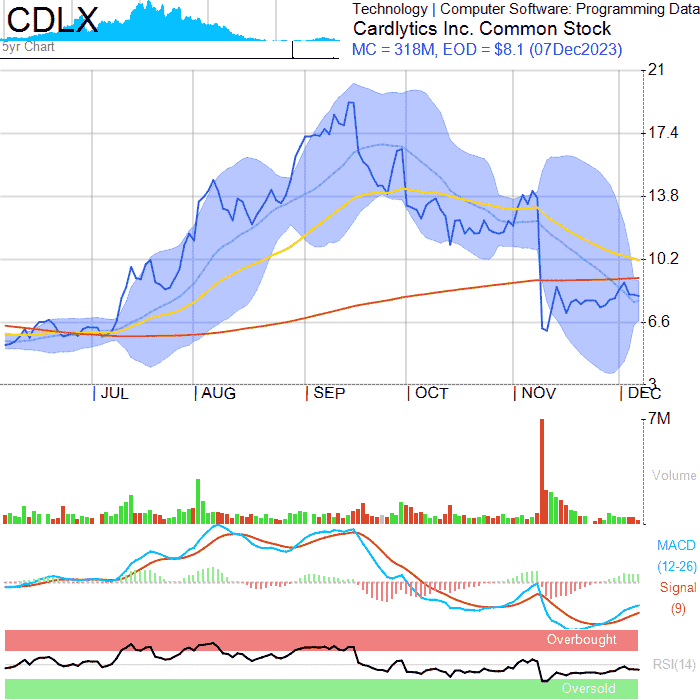 CDLX
5yr Chart
Technology | Computer Software: Programming Data
Cardlytics Inc. Common Stock
MC = 318M, EOD = $8.1 (07Dec2023)
21
17.4
13.8
10.2
6.6
3
JUL AUG SEP OCT NOV DEC
7M
Volume
MACD
(12-26)
Signal
(9)
Overbought
RSI(14)
Oversold